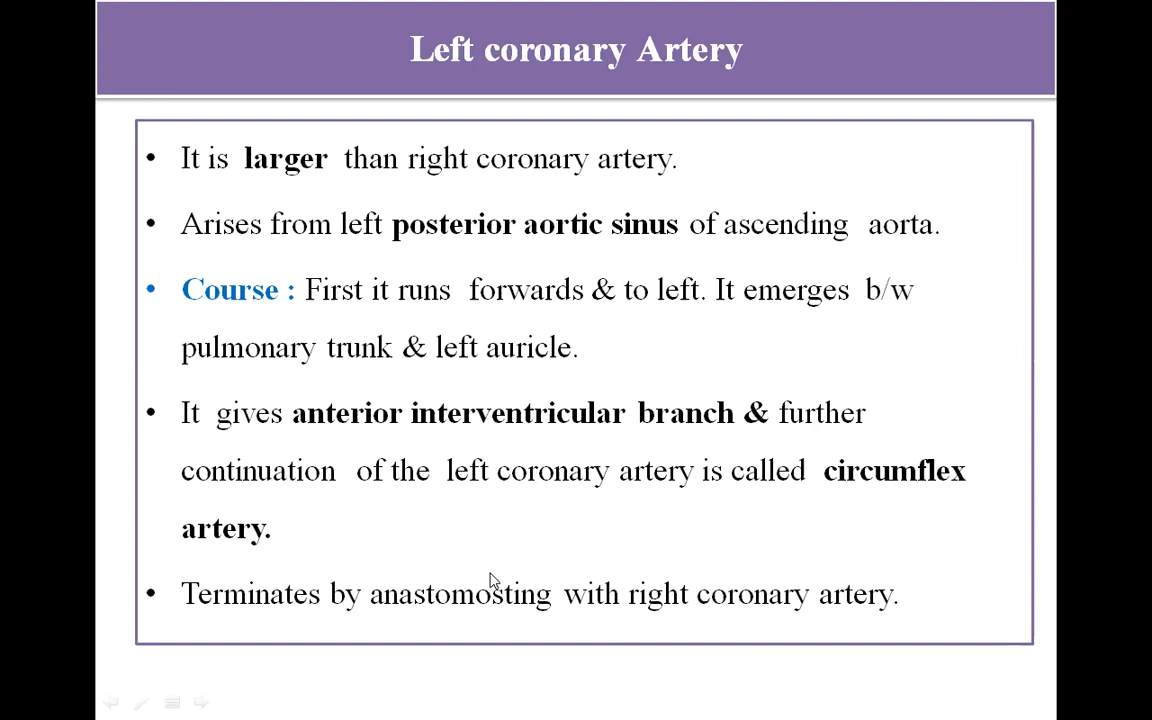 Left coronary Artery
• It is larger than right coronary artery.
• Arises from left posterior aortic sinus of ascending aorta.
• Course : First it runs forwards & to left. It emerges b/w
pulmonary trunk & left auricle.
• It gives anterior interventricular branch & further
continuation of the left coronary artery is called circumflex
artery.
• Terminates by anastomosting with right coronary artery.